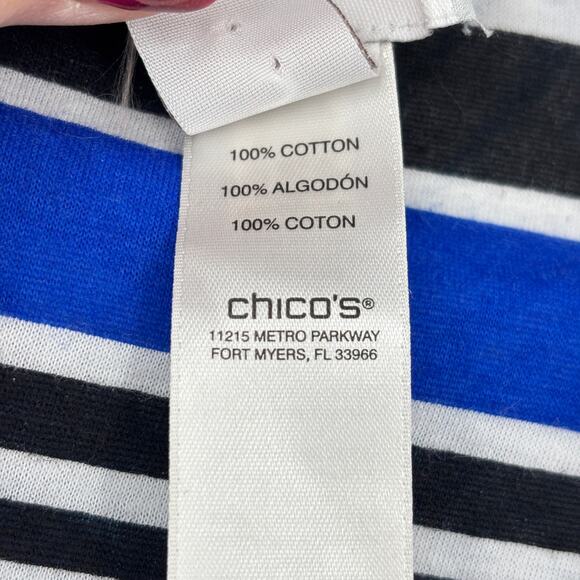 100% COTTON
100% ALGODÓN
100% COTON
chico's®
11215 METRO PARKWAY
FORT MYERS, FL 33966